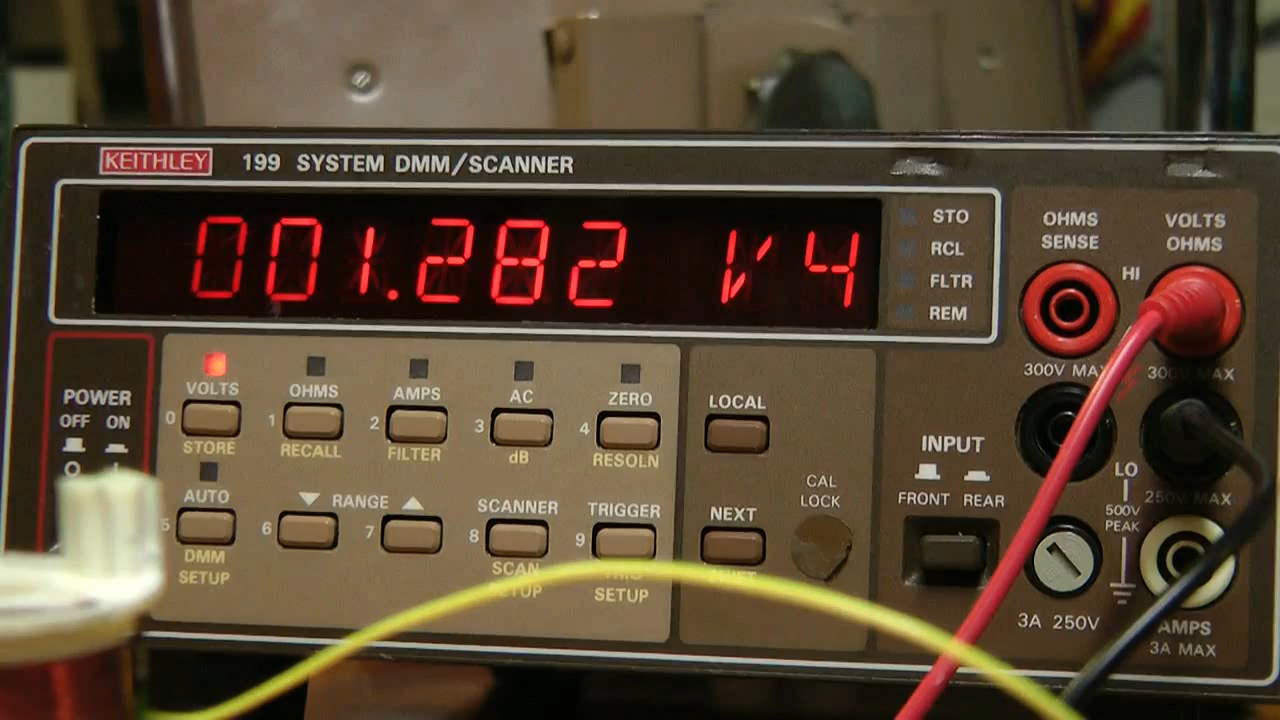 KEITHLEY 199 SYSTEM DMM/SCANNER
001.282 V4
STO
RCL
FLTR
REM
OHMS SENSE
VOLTS OHMS
HI
300V MAX
300V MAX
POWER
OFF ON
VOLTS OHMS AMPS AC ZERO
0 1 2 3 4
STORE RECALL FILTER dB RESOLN
AUTO RANGE SCANNER TRIGGER
5 6 7 8 9
DMM SETUP
SCAN SETUP
SETUP
LOCAL
NEXT
CAL LOCK
INPUT
FRONT REAR
LO
250V MAX
500V PEAK
3A 250V
AMPS
3A MAX